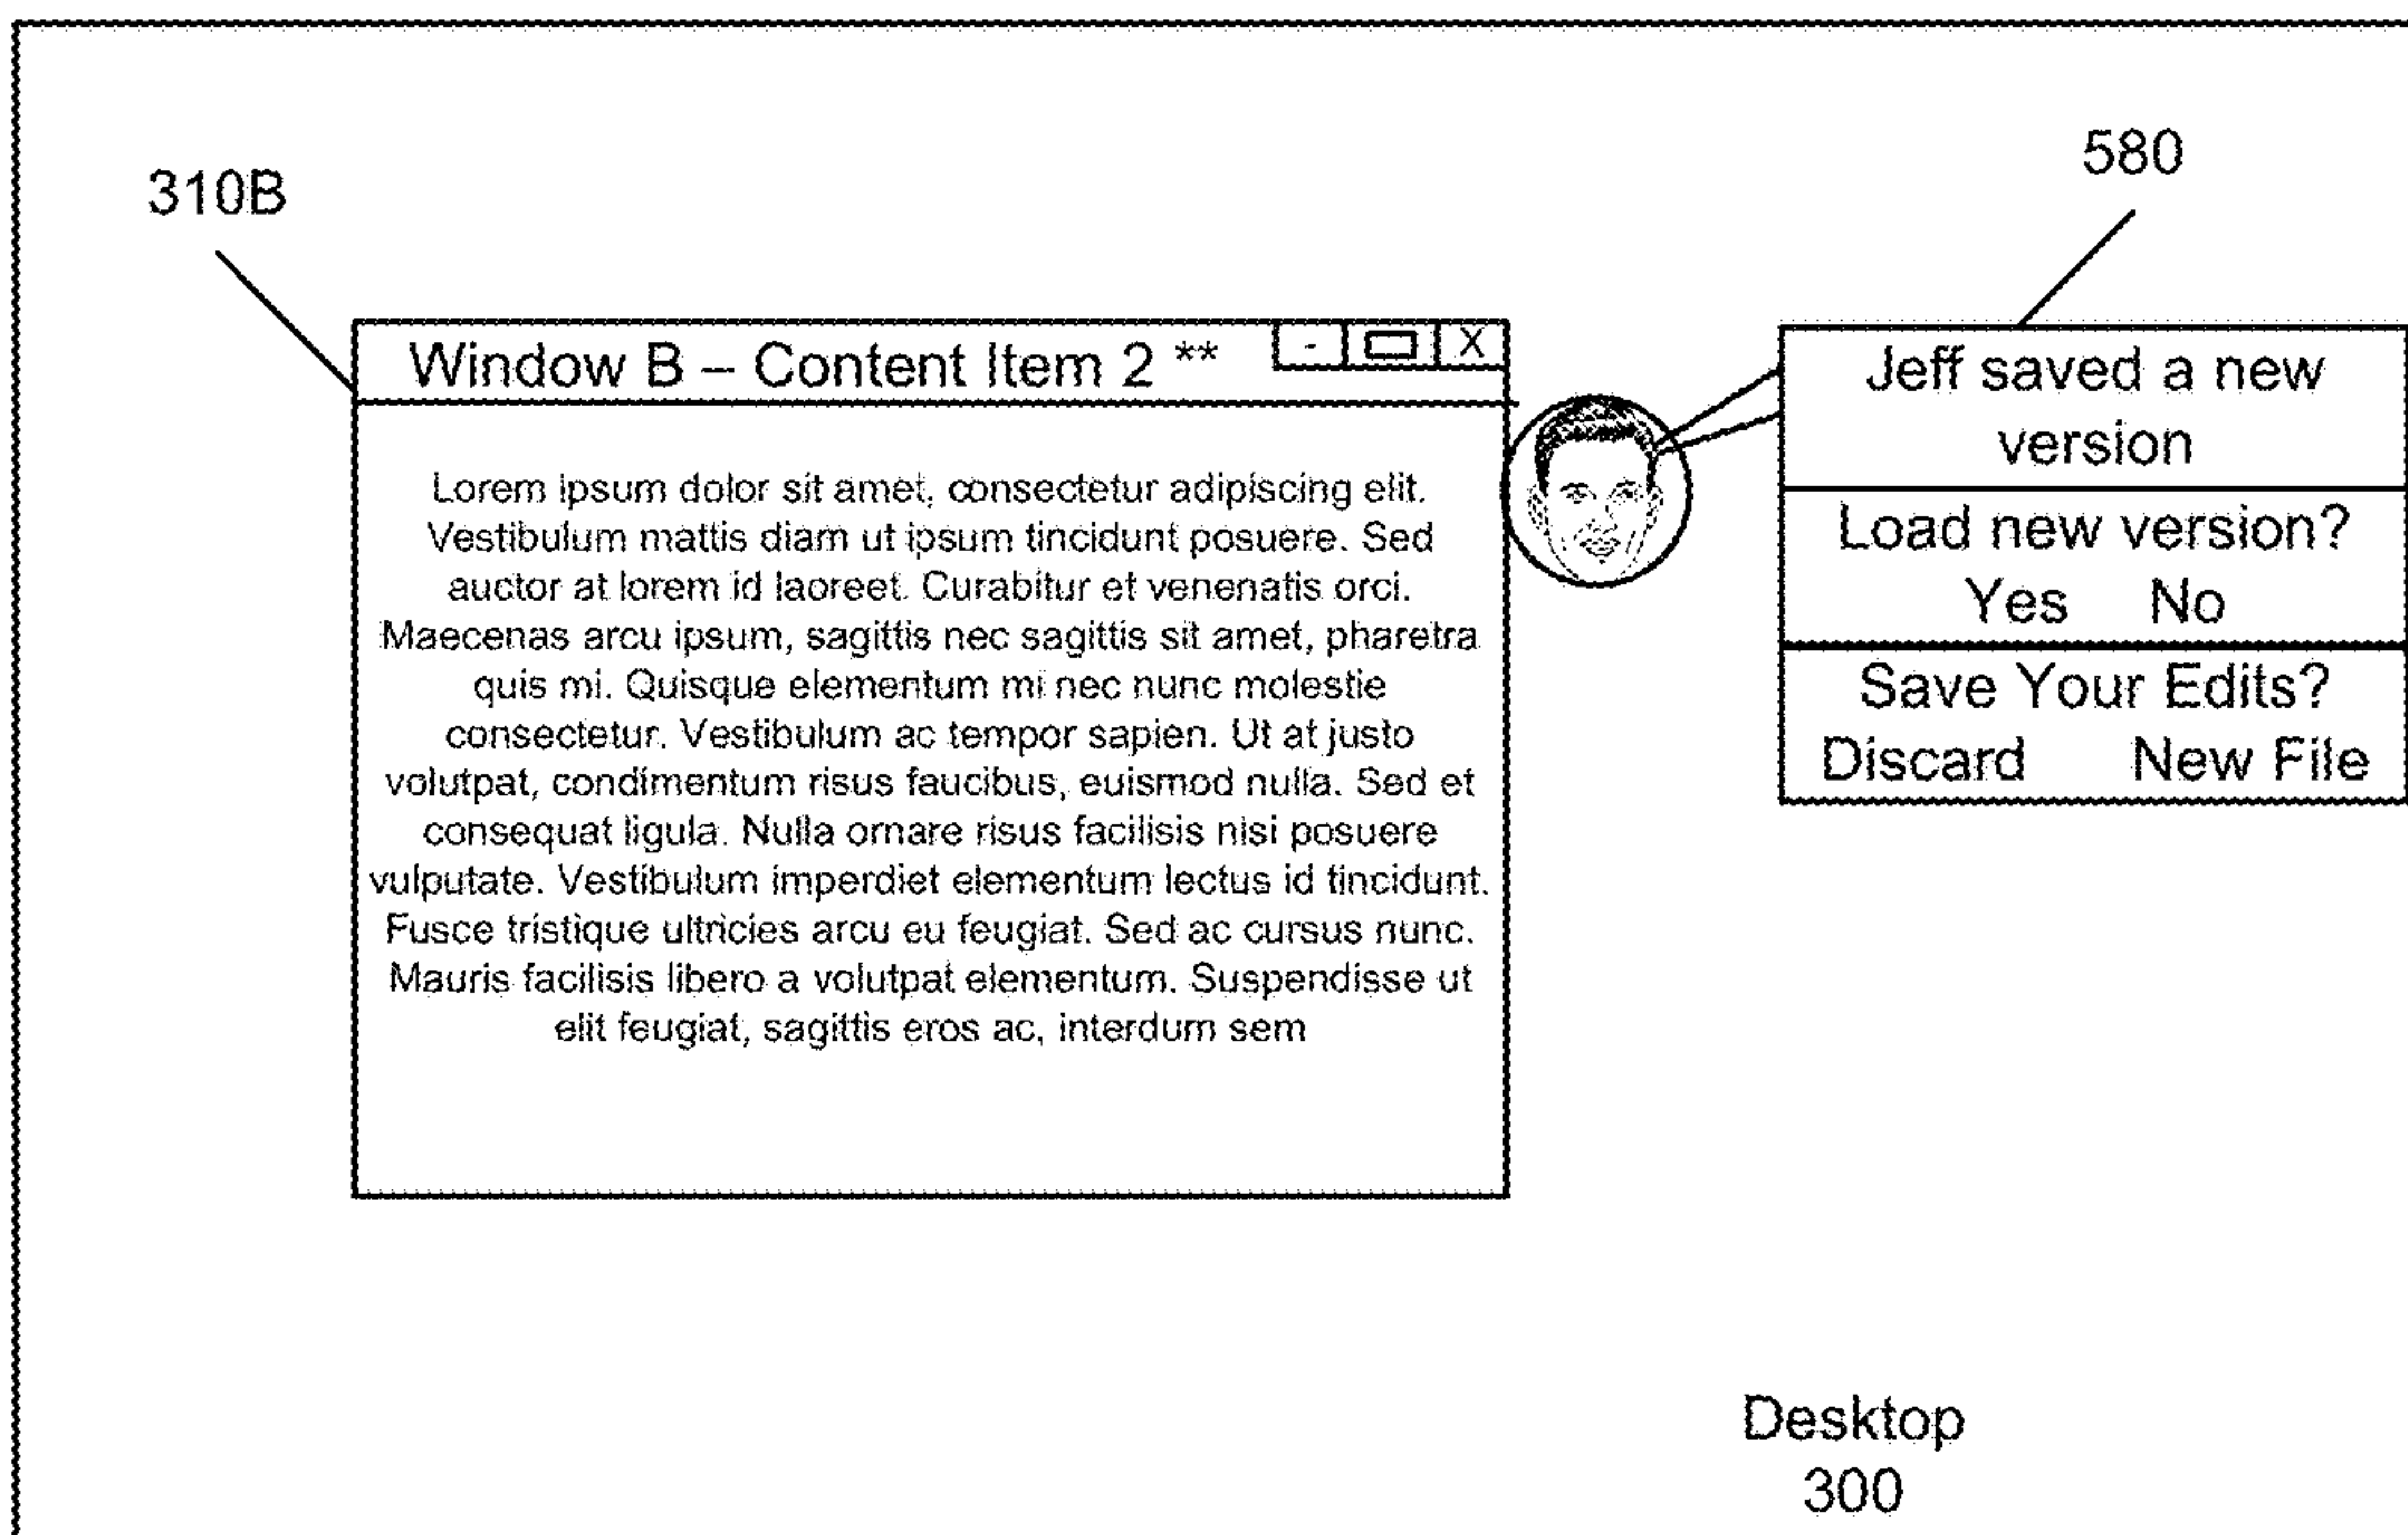 310B
580
Window B – Content Item 2 **
- X
Lorem ipsum dolor sit amet, consectetur adipiscing elit.
Vestibulum mattis diam ut ipsum tincidunt posuere. Sed
auctor at lorem id laoreet. Curabitur et venenatis orci.
Maecenas arcu ipsum, sagittis nec sagittis sit amet, pharetra
quis mi. Quisque elementum mi nec nunc molestie
consectetur. Vestibulum ac tempor sapien. Ut at justo
volutpat, condimentum risus faucibus, euismod nulla. Sed et
consequat ligula. Nulla ornare risus facilisis nisi posuere
vulputate. Vestibulum imperdiet elementum lectus id tincidunt.
Fusce tristique ultricies arcu eu feugiat. Sed ac cursus nunc.
Mauris facilisis libero a volutpat elementum. Suspendisse ut
elit feugiat, sagittis eros ac, interdum sem
Jeff saved a new
version
Load new version?
Yes No
Save Your Edits?
Discard New File
Desktop
300